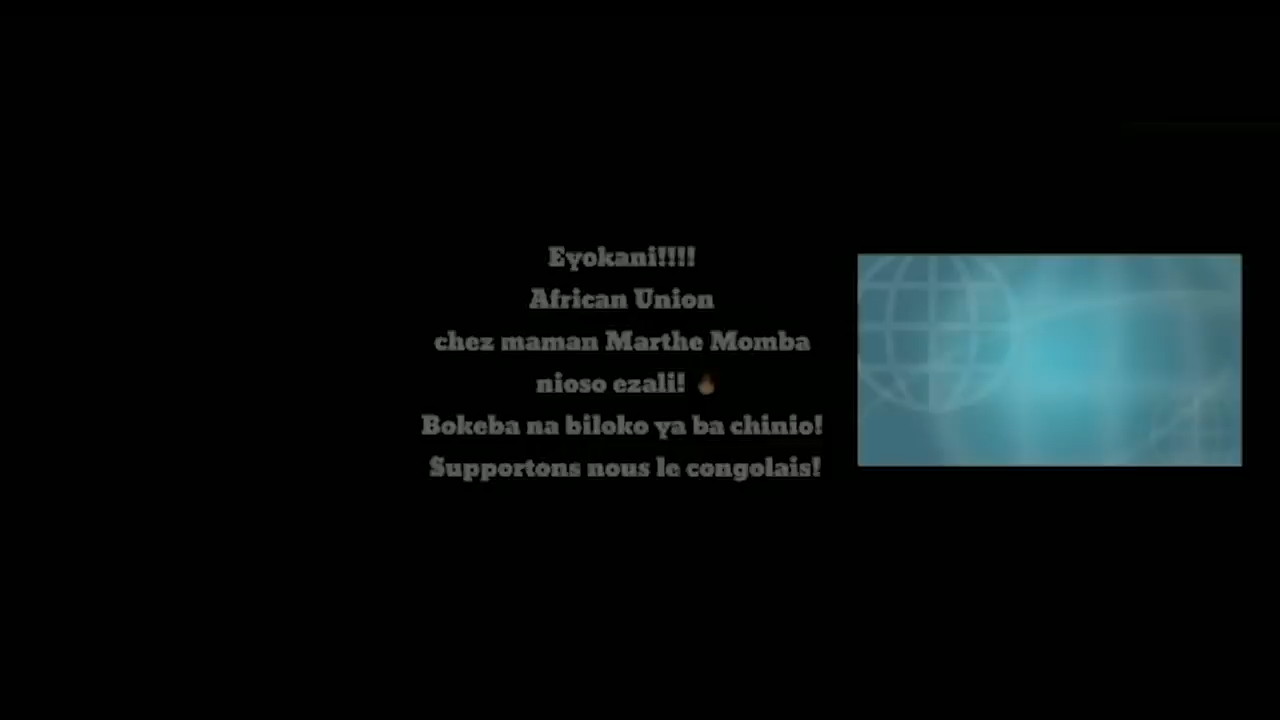 Eyokani!!!!
African Union
chez maman Marthe Momba
nioso ezali! 🔥
Bokeba na biloko ya ba chinio!
Supportons nous le congolais!